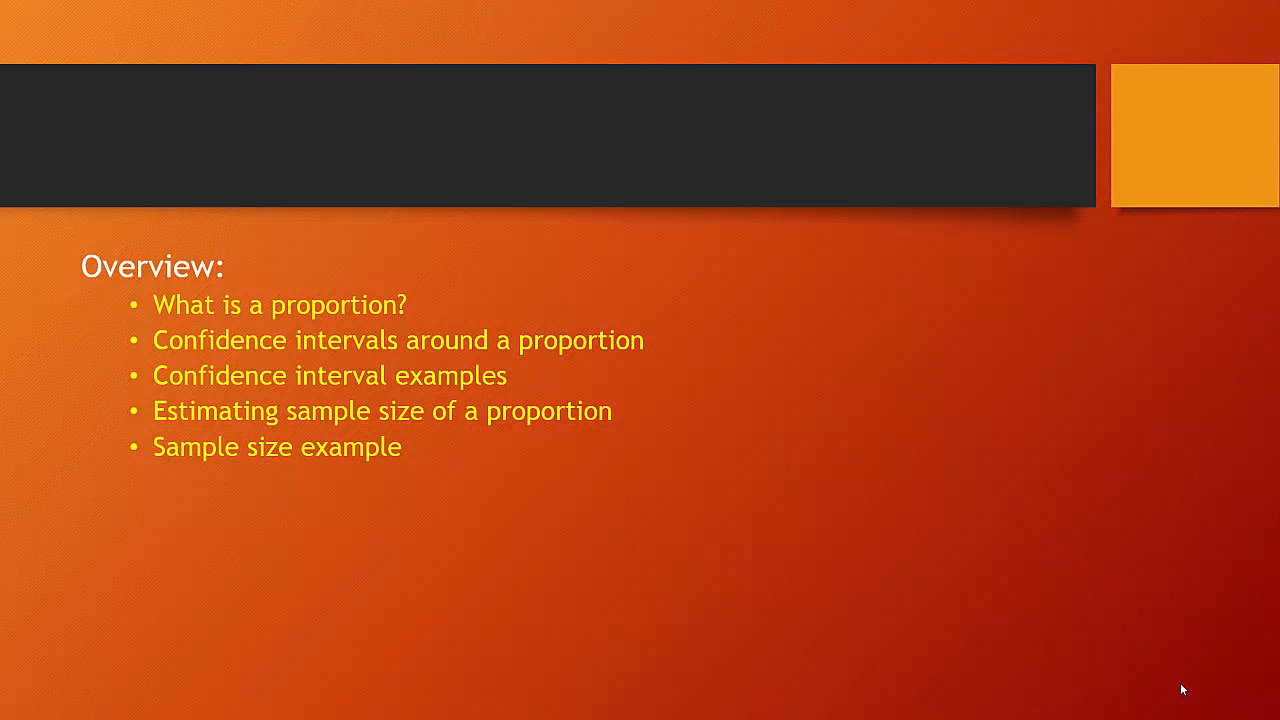 Overview:
• What is a proportion?
• Confidence intervals around a proportion
• Confidence interval examples
• Estimating sample size of a proportion
• Sample size example